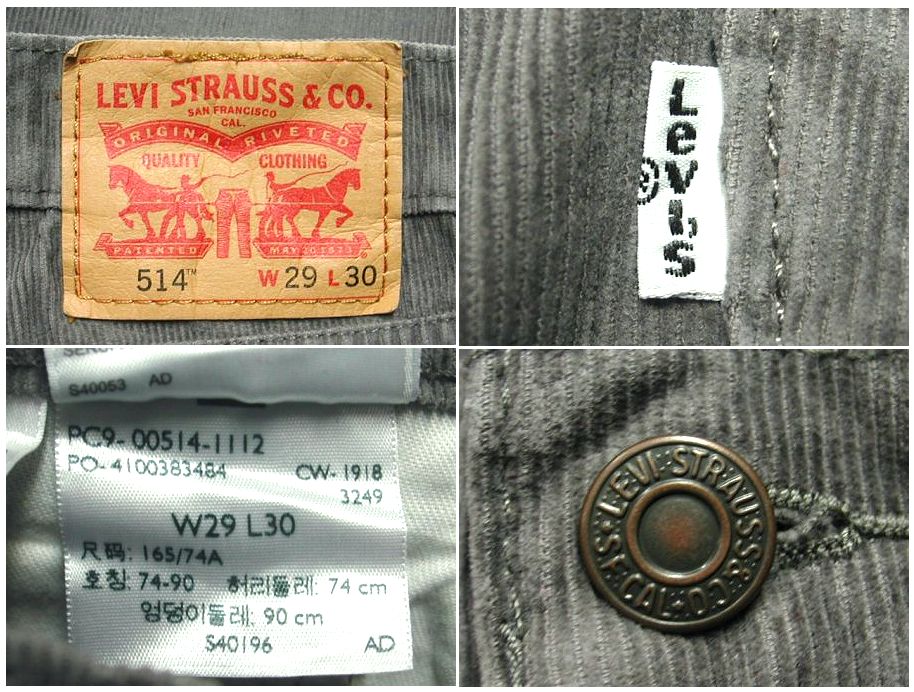 LEVI STRAUSS & CO.
SAN FRANCISCO
CAL.
ORIGINAL RIVETED
QUALITY CLOTHING
PATENTED MAY 20 1873
®
514™ W 29 L 30
Levi's
®
S40053 AD
PC9-00514-1112
PO-4100383484 CW-1918
3249
W29 L30
尺码: 165/74A
호칭: 74-90 허리둘레: 74 cm
엉덩이둘레: 90 cm
S40196 AD
LEVI STRAUSS & CO. S.F. CAL